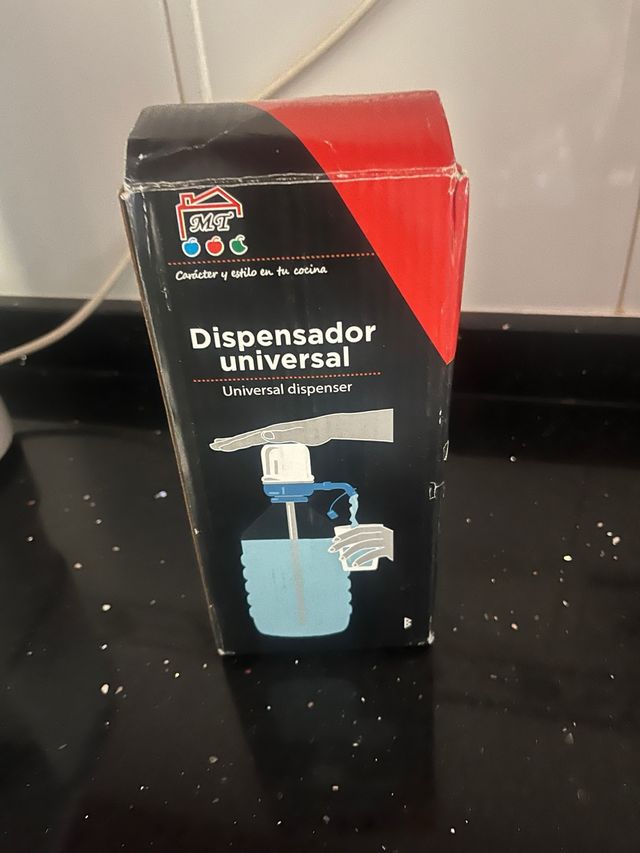 MT
Carácter y estilo en tu cocina
Dispensador
universal
Universal dispenser